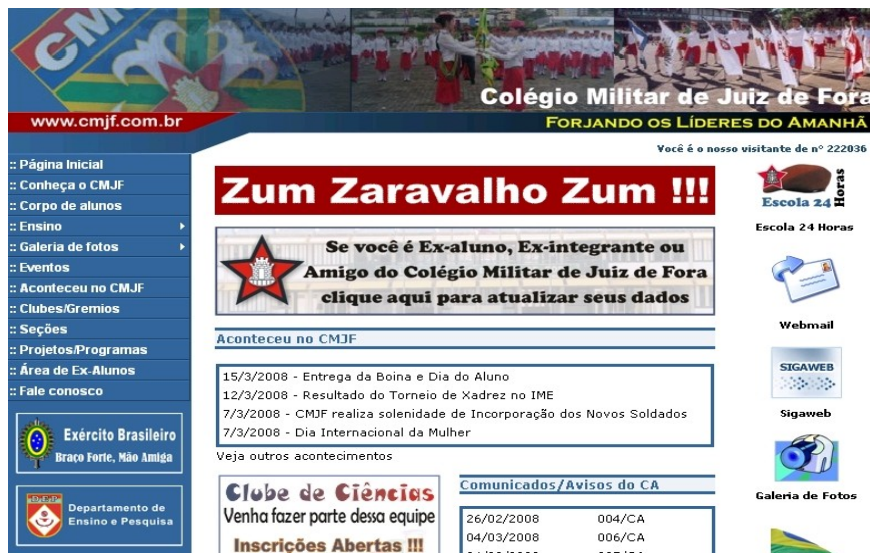 CMJF
Colégio Militar de Juiz de Fora
www.cmjf.com.br
FORJANDO OS LÍDERES DO AMANHÃ
Você é o nosso visitante de nº 222036
:: Página Inicial
:: Conheça o CMJF
:: Corpo de alunos
:: Ensino
:: Galeria de fotos
:: Eventos
:: Aconteceu no CMJF
:: Clubes/Gremios
:: Seções
:: Projetos/Programas
:: Área de Ex-Alunos
:: Fale conosco
Exército Brasileiro
Braço Forte, Mão Amiga
DEP
Departamento de
Ensino e Pesquisa
Zum Zaravalho Zum !!!
Se você é Ex-aluno, Ex-integrante ou
Amigo do Colégio Militar de Juiz de Fora
clique aqui para atualizar seus dados
Aconteceu no CMJF
15/3/2008 - Entrega da Boina e Dia do Aluno
12/3/2008 - Resultado do Torneio de Xadrez no IME
7/3/2008 - CMJF realiza solenidade de Incorporação dos Novos Soldados
7/3/2008 - Dia Internacional da Mulher
Veja outros acontecimentos
Clube de Ciências
Venha fazer parte dessa equipe
Inscrições Abertas !!!
Comunicados/Avisos do CA
26/02/2008 004/CA
04/03/2008 006/CA
Escola 24 Horas
Escola 24 Horas
Webmail
SIGAWEB
Sigaweb
Galeria de Fotos